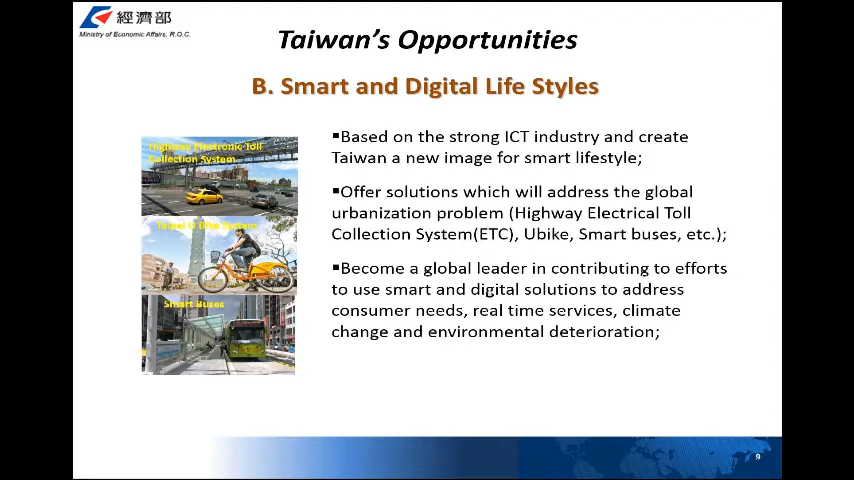 經濟部
Ministry of Economic Affairs, R.O.C.
Taiwan's Opportunities
B. Smart and Digital Life Styles
Highway Electronic Toll
Collection System
Taipei U Bike System
Smart Buses
▪Based on the strong ICT industry and create
Taiwan a new image for smart lifestyle;
▪Offer solutions which will address the global
urbanization problem (Highway Electrical Toll
Collection System(ETC), Ubike, Smart buses, etc.);
▪Become a global leader in contributing to efforts
to use smart and digital solutions to address
consumer needs, real time services, climate
change and environmental deterioration;
9